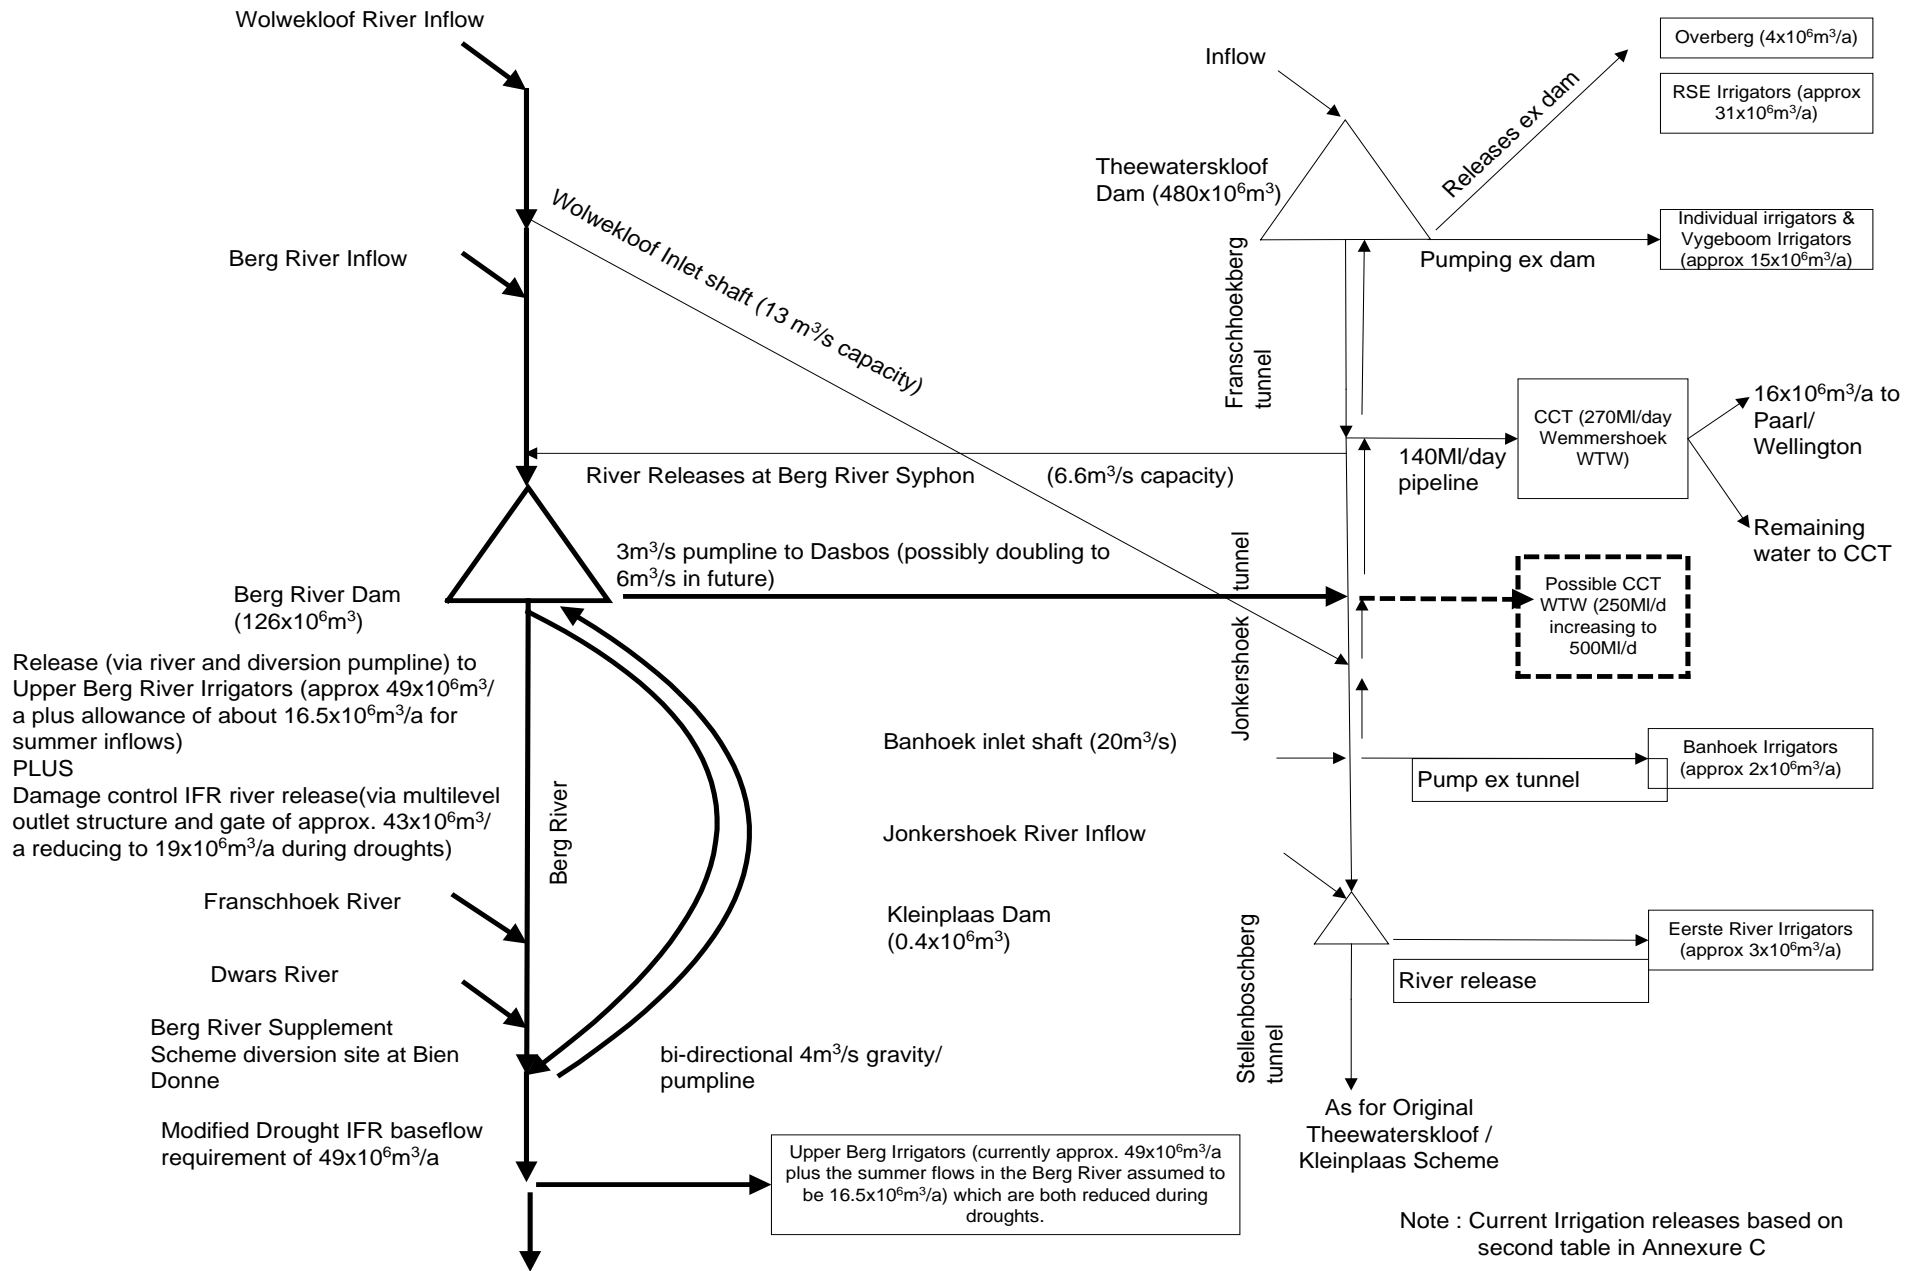 Wolwekloof River Inflow
Berg River Inflow
Wolwekloof Inlet shaft (13 m³/s capacity)
Inflow
Theewaterskloof
Dam (480x10⁶m³)
Releases ex dam
Overberg (4x10⁶m³/a)
RSE Irrigators (approx
31x10⁶m³/a)
Individual irrigators &
Vygeboom Irrigators
(approx 15x10⁶m³/a)
Pumping ex dam
Franschhoekberg
tunnel
River Releases at Berg River Syphon (6.6m³/s capacity)
140Ml/day
pipeline
CCT (270Ml/day
Wemmershoek
WTW)
16x10⁶m³/a to
Paarl/
Wellington
Remaining
water to CCT
3m³/s pumpline to Dasbos (possibly doubling to
6m³/s in future)
Jonkershoek tunnel
Possible CCT
WTW (250Ml/d
increasing to
500Ml/d
Berg River Dam
(126x10⁶m³)
Release (via river and diversion pumpline) to
Upper Berg River Irrigators (approx 49x10⁶m³/
a plus allowance of about 16.5x10⁶m³/a for
summer inflows)
PLUS
Damage control IFR river release(via multilevel
outlet structure and gate of approx. 43x10⁶m³/
a reducing to 19x10⁶m³/a during droughts)
Berg River
Banhoek inlet shaft (20m³/s)
Pump ex tunnel
Banhoek Irrigators
(approx 2x10⁶m³/a)
Jonkershoek River Inflow
Franschhoek River
Kleinplaas Dam
(0.4x10⁶m³)
Eerste River Irrigators
(approx 3x10⁶m³/a)
River release
Stellenboschberg
tunnel
Dwars River
Berg River Supplement
Scheme diversion site at Bien
Donne
bi-directional 4m³/s gravity/
pumpline
Modified Drought IFR baseflow
requirement of 49x10⁶m³/a
As for Original
Theewaterskloof /
Kleinplaas Scheme
Upper Berg Irrigators (currently approx. 49x10⁶m³/a
plus the summer flows in the Berg River assumed to
be 16.5x10⁶m³/a) which are both reduced during
droughts.
Note : Current Irrigation releases based on
second table in Annexure C